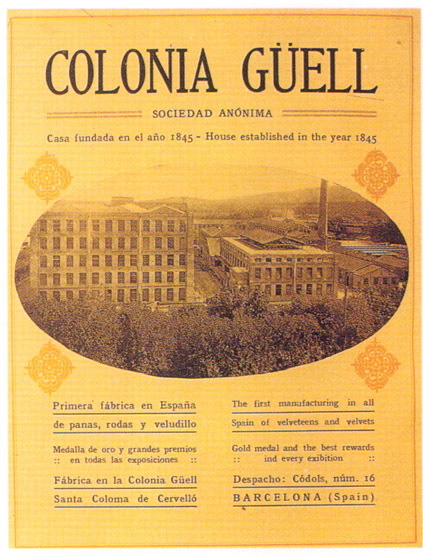 COLONIA GÜELL
SOCIEDAD ANÓNIMA
Casa fundada en el año 1845 - House established in the year 1845
Primera fábrica en España
de panas, rodas y veludillo
Medalla de oro y grandes premios
:: en todas las exposiciones ::
Fábrica en la Colonia Güell
Santa Coloma de Cervelló
The first manufacturing in all
Spain of velveteens and velvets
Gold medal and the best rewards
:: ind every exibition ::
Despacho: Códols, núm. 16
BARCELONA (Spain)